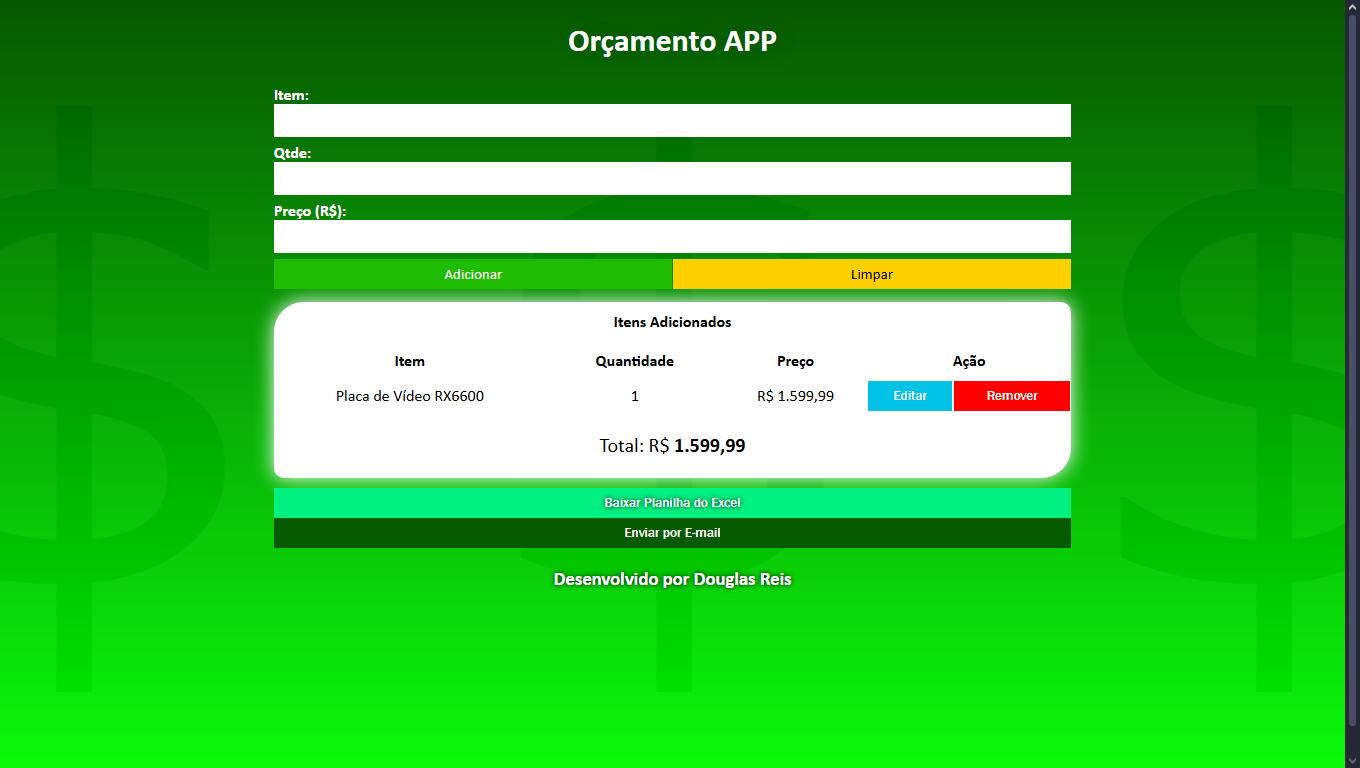 Orçamento APP
Item:
Qtde:
Preço (R$):
Adicionar Limpar
Itens Adicionados
Item Quantidade Preço Ação
Placa de Vídeo RX6600 1 R$ 1.599,99 Editar Remover
Total: R$ 1.599,99
Baixar Planilha do Excel
Enviar por E-mail
Desenvolvido por Douglas Reis